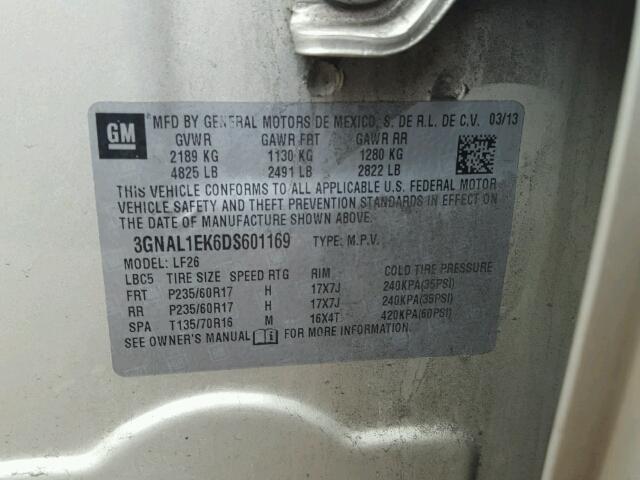 GM
MFD BY GENERAL MOTORS DE MEXICO, S. DE R.L. DE C.V. 03/13
GVWR GAWR FRT GAWR RR
2189 KG 1130 KG 1280 KG
4825 LB 2491 LB 2822 LB
THIS VEHICLE CONFORMS TO ALL APPLICABLE U.S. FEDERAL MOTOR
VEHICLE SAFETY AND THEFT PREVENTION STANDARDS IN EFFECT ON
THE DATE OF MANUFACTURE SHOWN ABOVE.
3GNAL1EK6DS601169 TYPE: M.P.V.
MODEL: LF26
LBC5 TIRE SIZE SPEED RTG RIM COLD TIRE PRESSURE
FRT P235/60R17 H 17X7J 240KPA(35PSI)
RR P235/60R17 H 17X7J 240KPA(35PSI)
SPA T135/70R16 M 16X4T 420KPA(60PSI)
SEE OWNER'S MANUAL FOR MORE INFORMATION